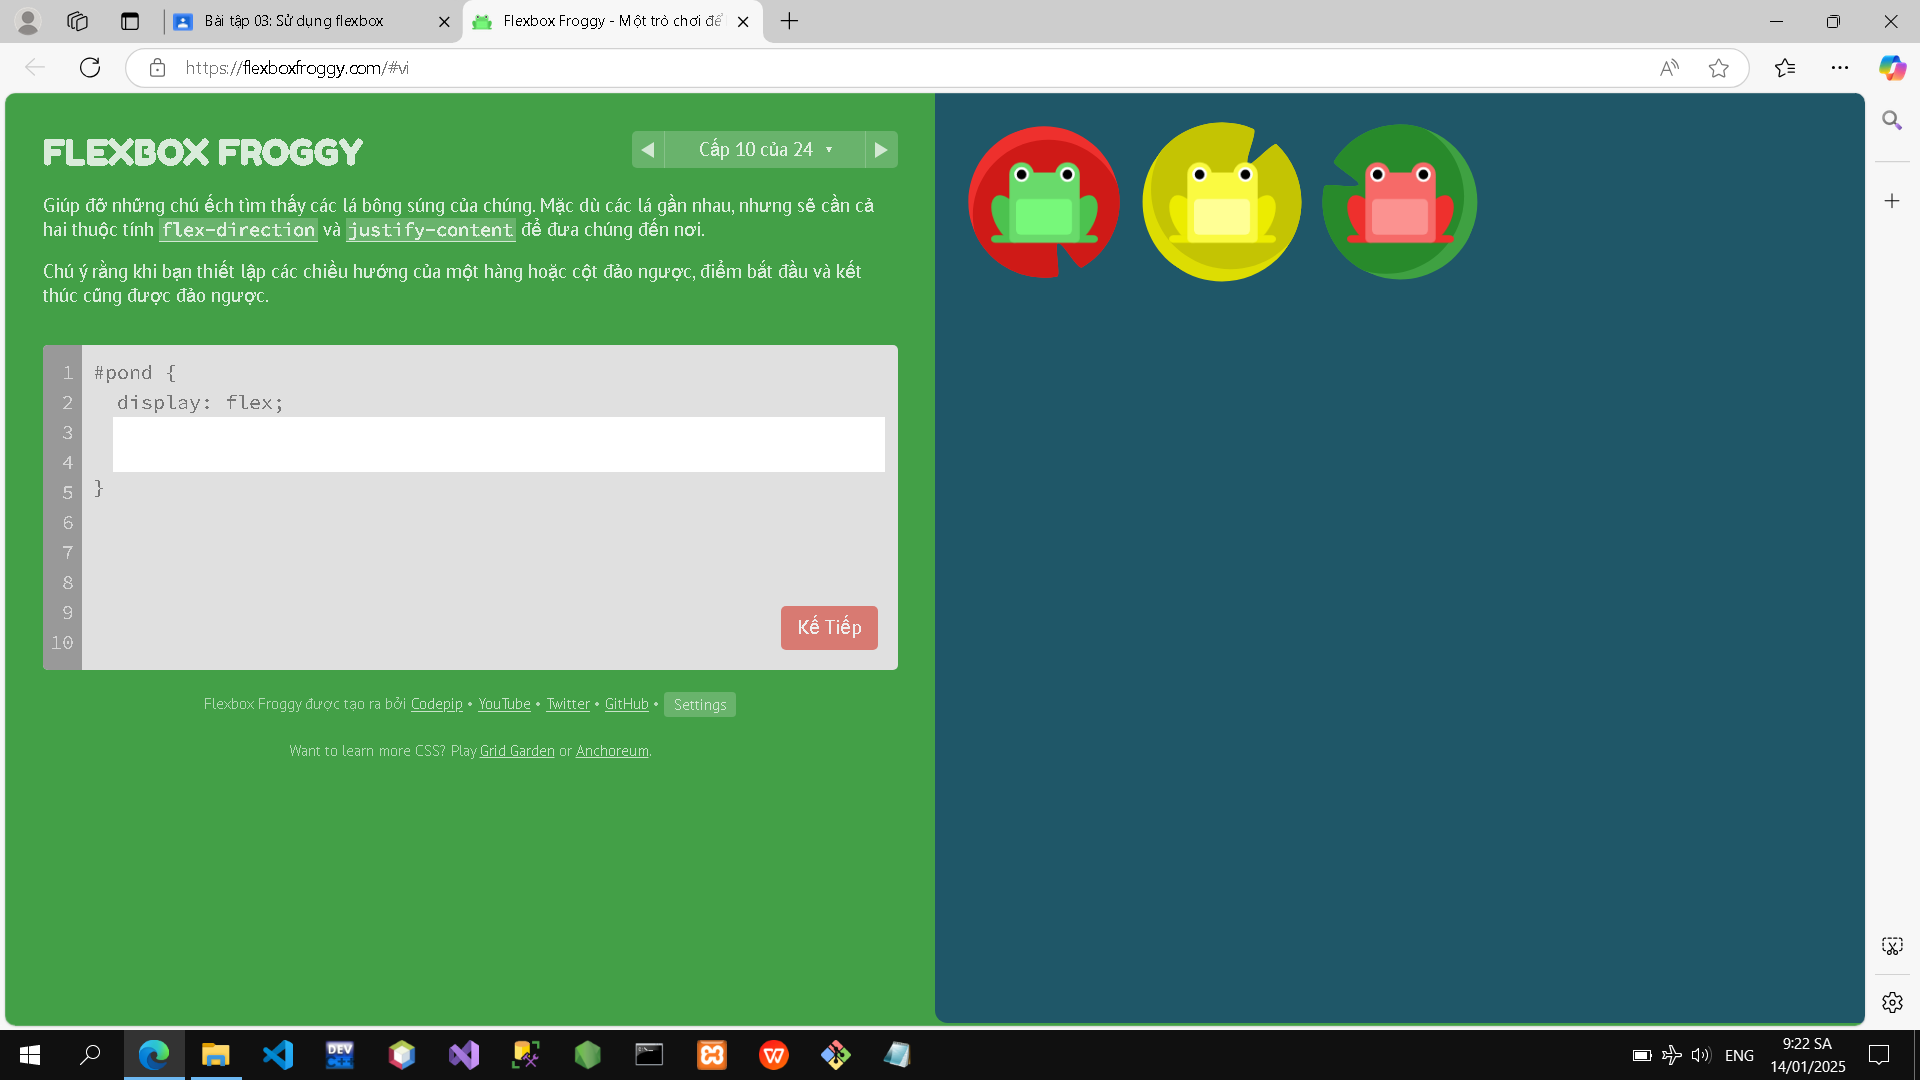 Bài tập 03: Sử dụng flexbox
Flexbox Froggy - Một trò chơi để
https://flexboxfroggy.com/#vi
FLEXBOX FROGGY
Cấp 10 của 24 ▼
Giúp đỡ những chú ếch tìm thấy các lá bông súng của chúng. Mặc dù các lá gần nhau, nhưng sẽ cần cả
hai thuộc tính flex-direction và justify-content để đưa chúng đến nơi.
Chú ý rằng khi bạn thiết lập các chiều hướng của một hàng hoặc cột đảo ngược, điểm bắt đầu và kết
thúc cũng được đảo ngược.
1 #pond {
2 display: flex;
3
4
5 }
6
7
8
9
10
Kế Tiếp
Flexbox Froggy được tạo ra bởi Codepip • YouTube • Twitter • GitHub • Settings
Want to learn more CSS? Play Grid Garden or Anchoreum.
DEV C++
ENG
9:22 SA
14/01/2025